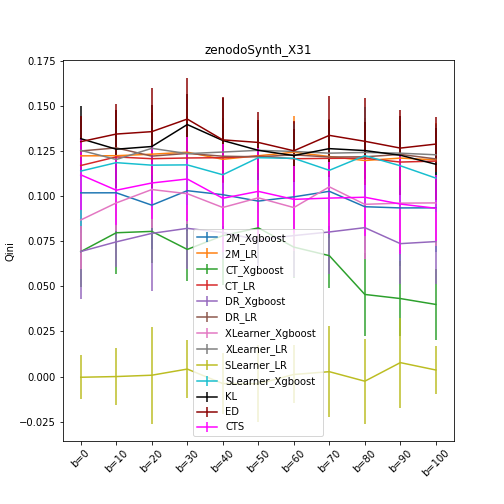 zenodoSynth_X31
0.175
0.150
0.125
0.100
0.075
0.050
0.025
0.000
−0.025
Qini
2M_Xgboost
2M_LR
CT_Xgboost
CT_LR
DR_Xgboost
DR_LR
XLearner_Xgboost
XLearner_LR
SLearner_LR
SLearner_Xgboost
KL
ED
CTS
b=0
b=10
b=20
b=30
b=40
b=50
b=60
b=70
b=80
b=90
b=100